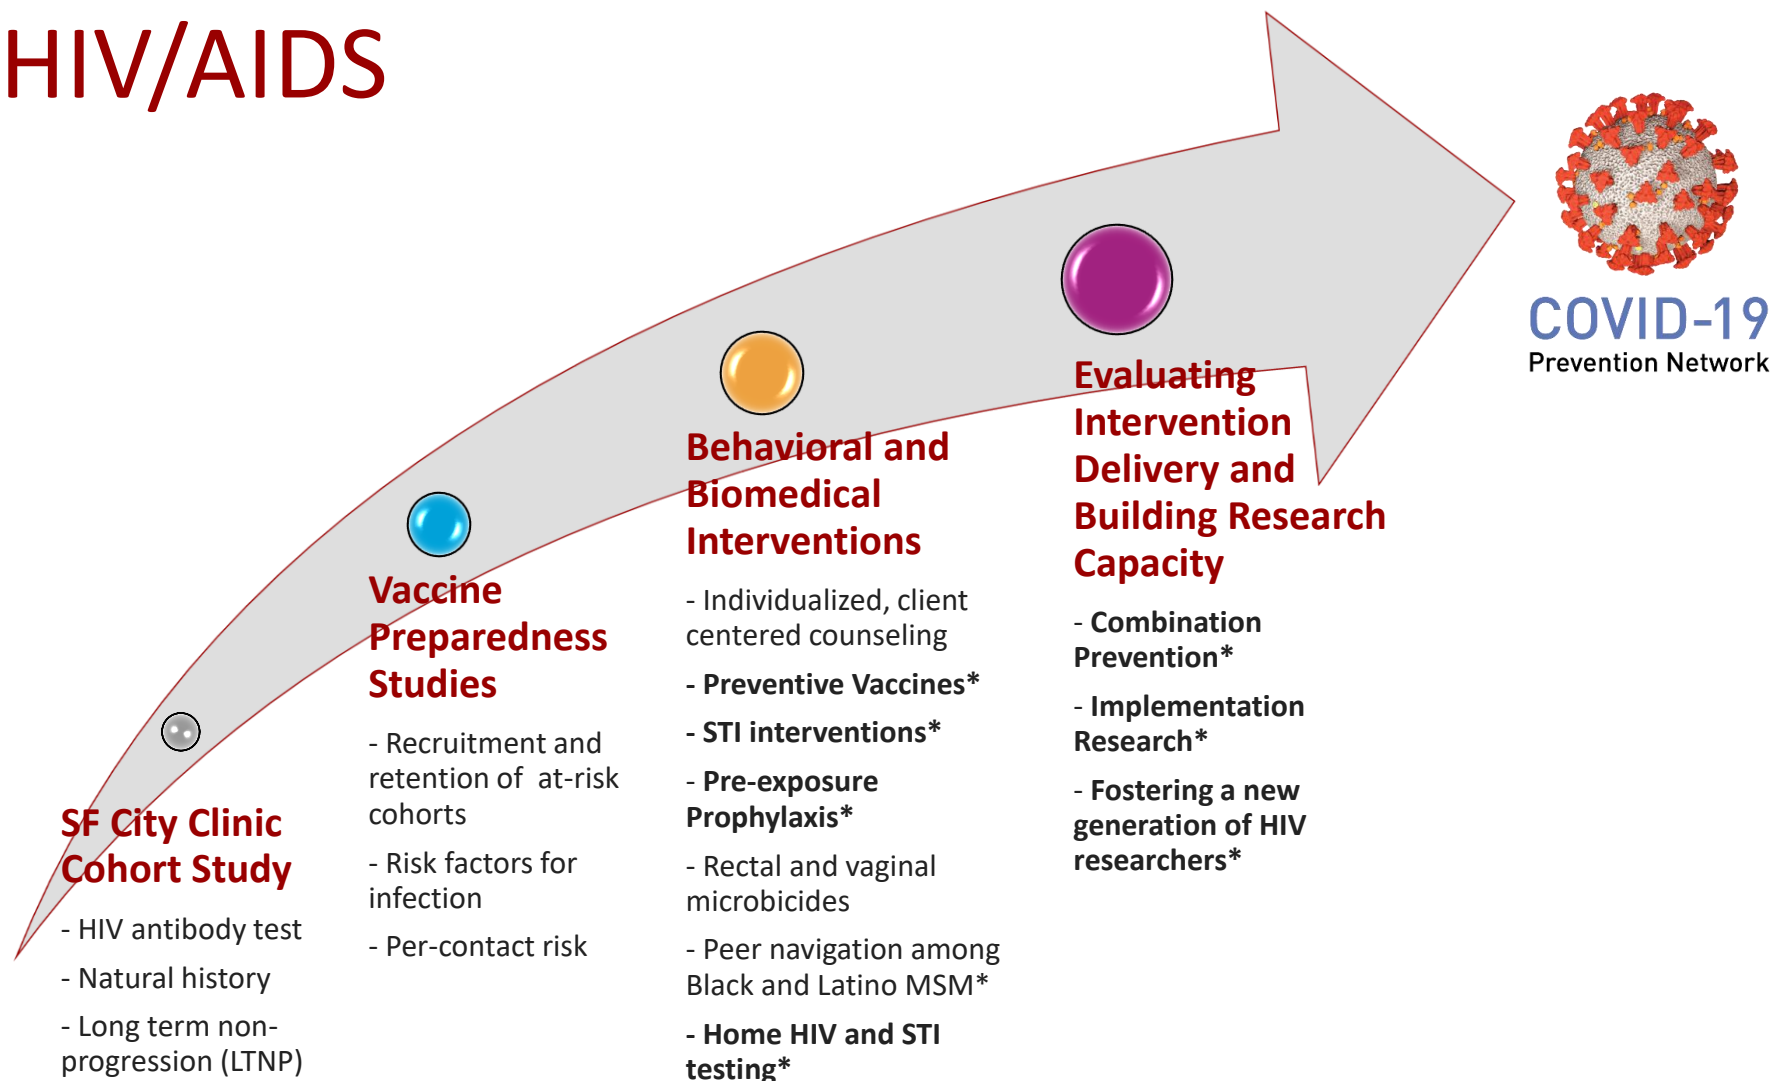 HIV/AIDS
SF City Clinic
Cohort Study
- HIV antibody test
- Natural history
- Long term non-
progression (LTNP)
Vaccine
Preparedness
Studies
- Recruitment and
retention of at-risk
cohorts
- Risk factors for
infection
- Per-contact risk
Behavioral and
Biomedical
Interventions
- Individualized, client
centered counseling
- Preventive Vaccines*
- STI interventions*
- Pre-exposure
Prophylaxis*
- Rectal and vaginal
microbicides
- Peer navigation among
Black and Latino MSM*
- Home HIV and STI
testing*
Evaluating
Intervention
Delivery and
Building Research
Capacity
- Combination
Prevention*
- Implementation
Research*
- Fostering a new
generation of HIV
researchers*
COVID-19
Prevention Network